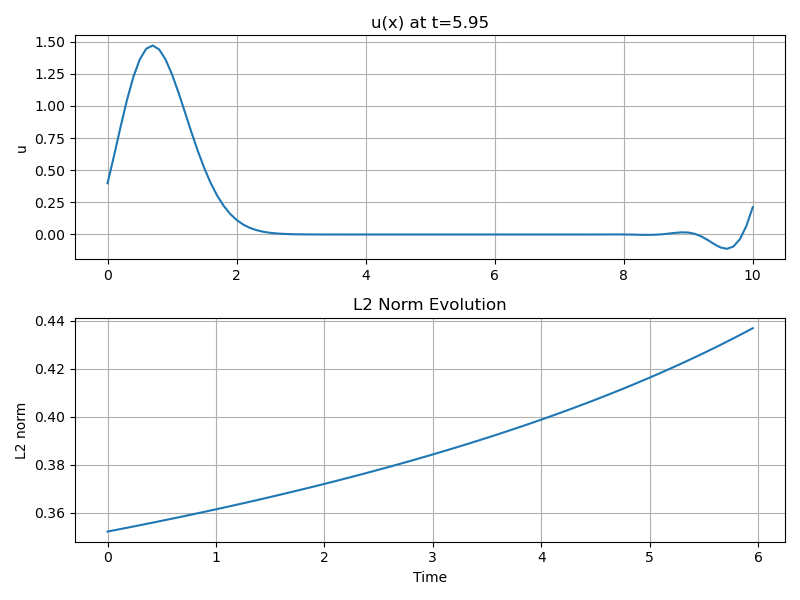 u(x) at t=5.95
u
1.50
1.25
1.00
0.75
0.50
0.25
0.00
0 2 4 6 8 10
L2 Norm Evolution
L2 norm
0.44
0.42
0.40
0.38
0.36
0 1 2 3 4 5 6
Time